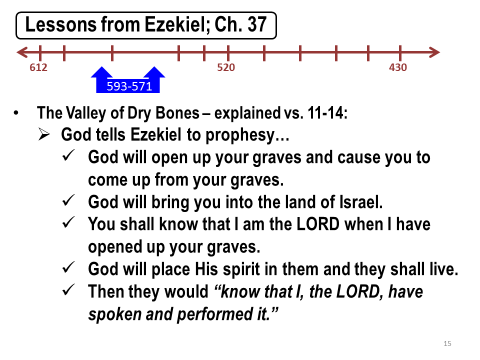 Lessons from Ezekiel; Ch. 37
612 520 430
593-571
• The Valley of Dry Bones – explained vs. 11-14:
➢ God tells Ezekiel to prophesy…
✓ God will open up your graves and cause you to
come up from your graves.
✓ God will bring you into the land of Israel.
✓ You shall know that I am the LORD when I have
opened up your graves.
✓ God will place His spirit in them and they shall live.
✓ Then they would “know that I, the LORD, have
spoken and performed it.”
15